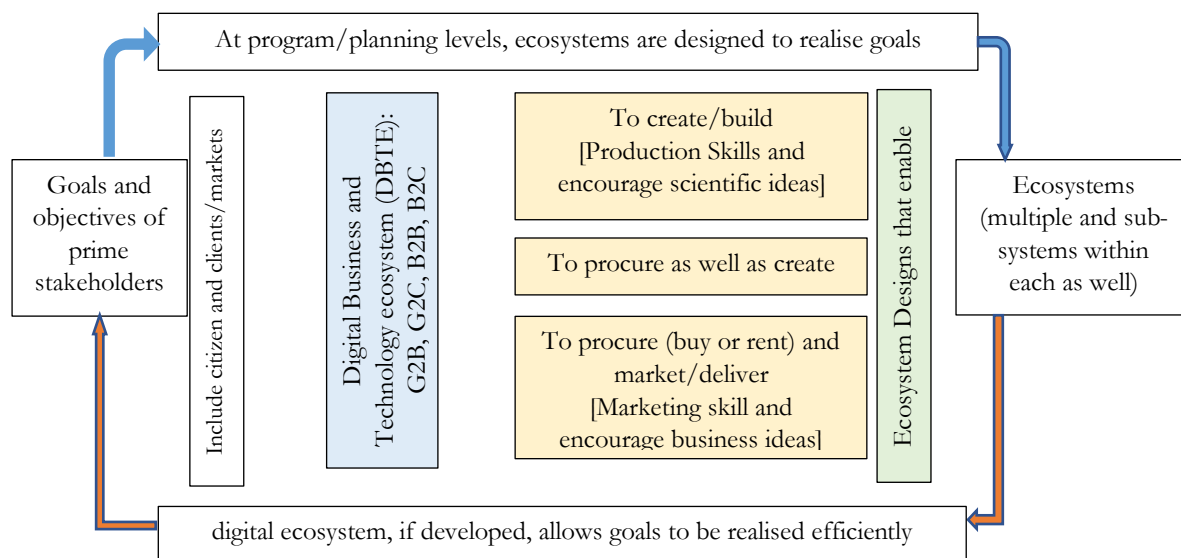 At program/planning levels, ecosystems are designed to realise goals
Goals and
objectives of
prime
stakeholders
Include citizen and clients/markets
Digital Business and
Technology ecosystem (DBTE):
G2B, G2C, B2B, B2C
To create/build
[Production Skills and
encourage scientific ideas]
To procure as well as create
To procure (buy or rent) and
market/deliver
[Marketing skill and
encourage business ideas]
Ecosystem Designs that enable
Ecosystems
(multiple and sub-
systems within
each as well)
digital ecosystem, if developed, allows goals to be realised efficiently